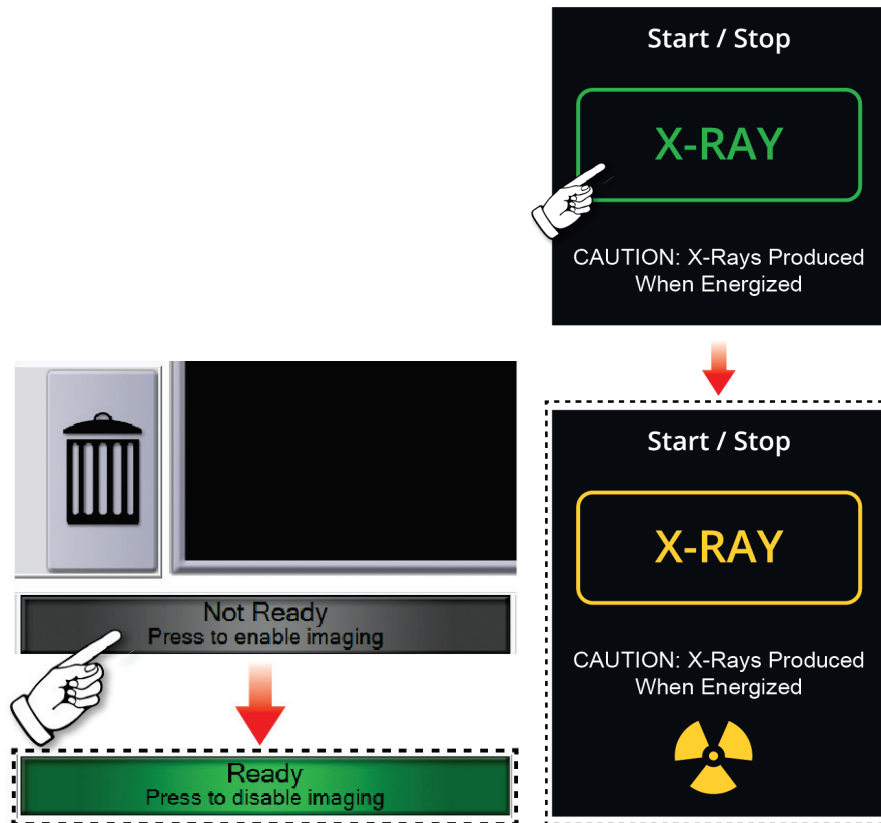 Start / Stop
X-RAY
CAUTION: X-Rays Produced
When Energized
Not Ready
Press to enable imaging
Ready
Press to disable imaging
Start / Stop
X-RAY
CAUTION: X-Rays Produced
When Energized